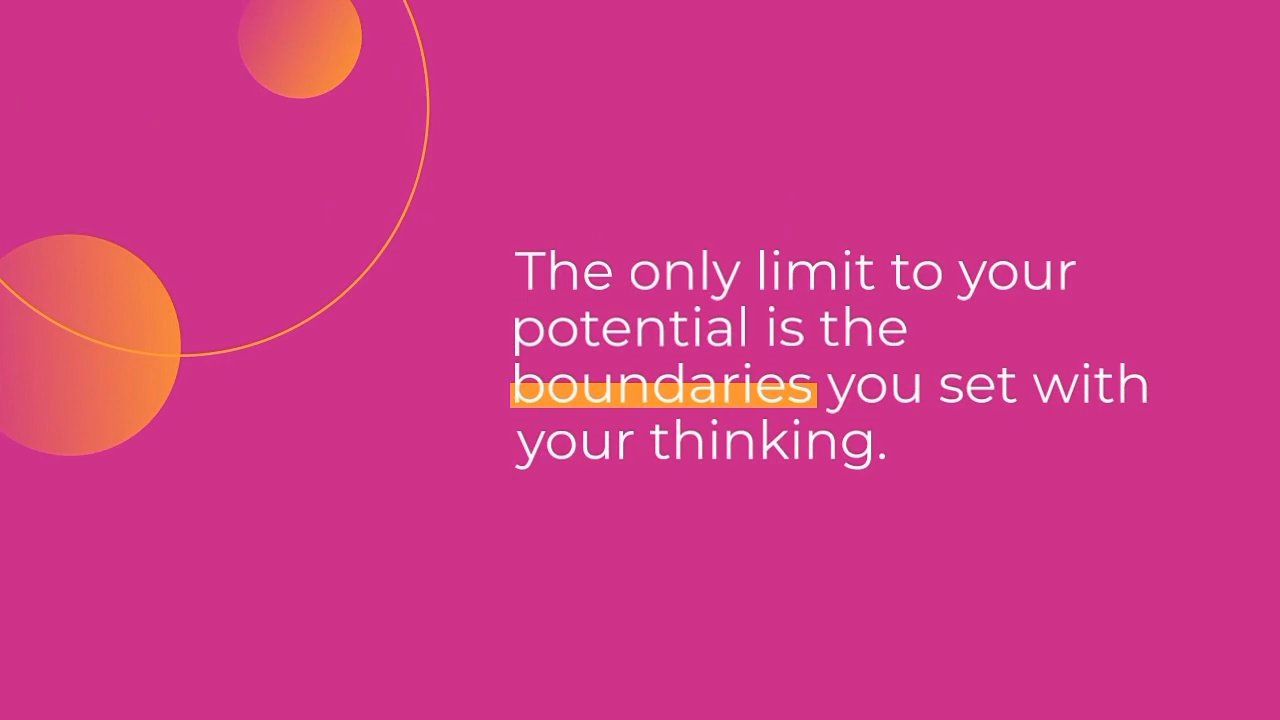 The only limit to your
potential is the
boundaries you set with
your thinking.